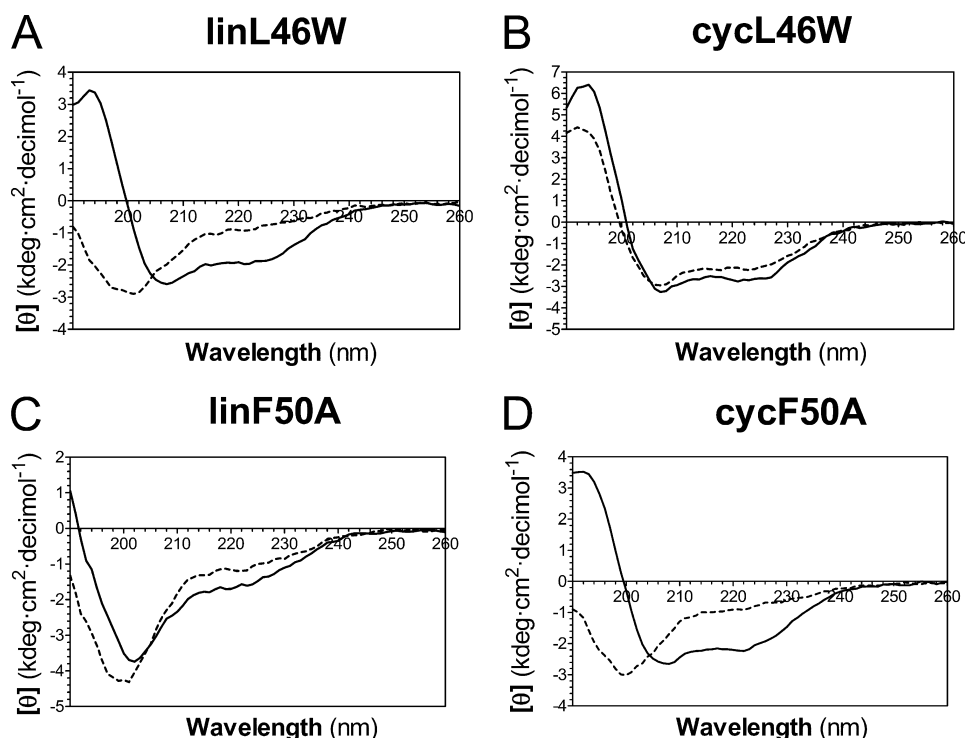 A
linL46W
[θ] (kdeg·cm²·decimol⁻¹)
4
3
2
1
0
-1
-2
-3
-4
200 210 220 230 240 250 260
Wavelength (nm)
B
cycL46W
[θ] (kdeg·cm²·decimol⁻¹)
7
6
5
4
3
2
1
0
-1
-2
-3
-4
-5
200 210 220 230 240 250 260
Wavelength (nm)
C
linF50A
[θ] (kdeg·cm²·decimol⁻¹)
2
1
0
-1
-2
-3
-4
-5
200 210 220 230 240 250 260
Wavelength (nm)
D
cycF50A
[θ] (kdeg·cm²·decimol⁻¹)
4
3
2
1
0
-1
-2
-3
-4
200 210 220 230 240 250 260
Wavelength (nm)